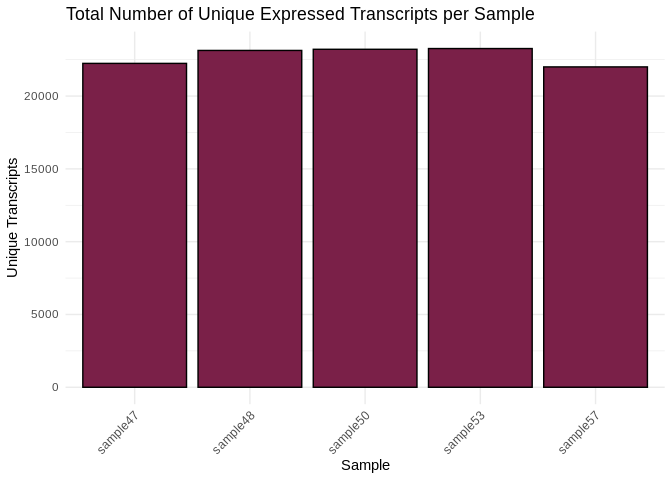 Total Number of Unique Expressed Transcripts per Sample
Unique Transcripts
20000
15000
10000
5000
0
sample47
sample48
sample50
sample53
sample57
Sample